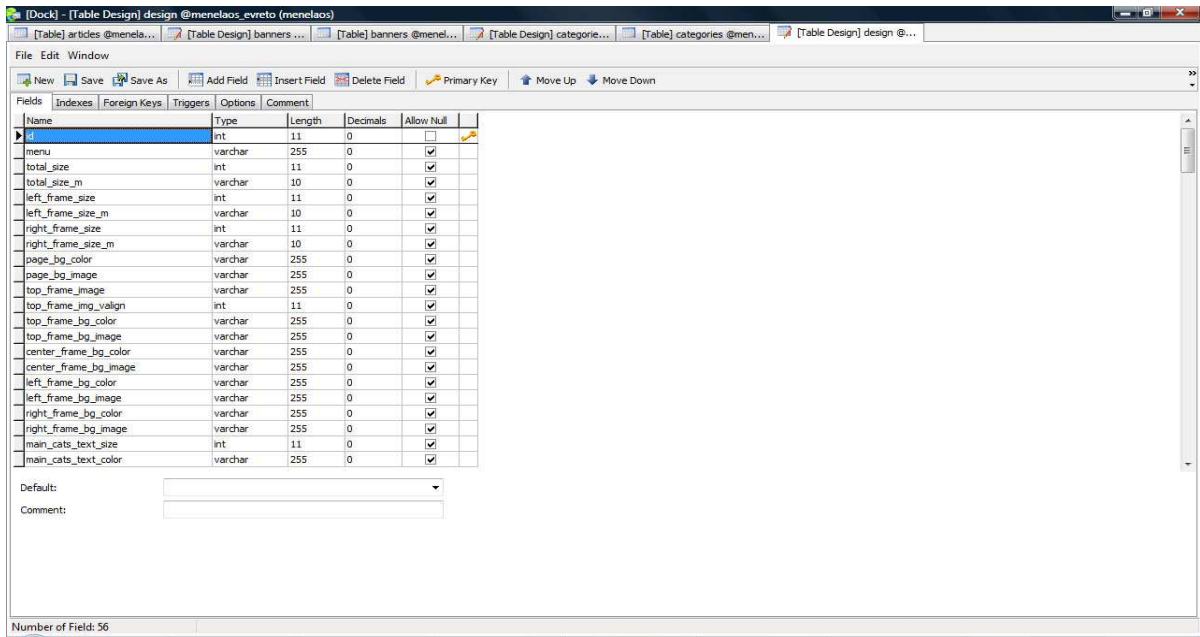 [Dock] - [Table Design] design @menelaos_evreto (menelaos)
[Table] articles @menela... [Table Design] banners ... [Table] banners @menel... [Table Design] categorie... [Table] categories @men... [Table Design] design @...
File Edit Window
New Save Save As Add Field Insert Field Delete Field Primary Key Move Up Move Down
Fields Indexes Foreign Keys Triggers Options Comment
Name Type Length Decimals Allow Null
id int 11 0
menu varchar 255 0
total_size int 11 0
total_size_m varchar 10 0
left_frame_size int 11 0
left_frame_size_m varchar 10 0
right_frame_size int 11 0
right_frame_size_m varchar 10 0
page_bg_color varchar 255 0
page_bg_image varchar 255 0
top_frame_image varchar 255 0
top_frame_img_valign int 11 0
top_frame_bg_color varchar 255 0
top_frame_bg_image varchar 255 0
center_frame_bg_color varchar 255 0
center_frame_bg_image varchar 255 0
left_frame_bg_color varchar 255 0
left_frame_bg_image varchar 255 0
right_frame_bg_color varchar 255 0
right_frame_bg_image varchar 255 0
main_cats_text_size int 11 0
main_cats_text_color varchar 255 0
Default:
Comment:
Number of Field: 56